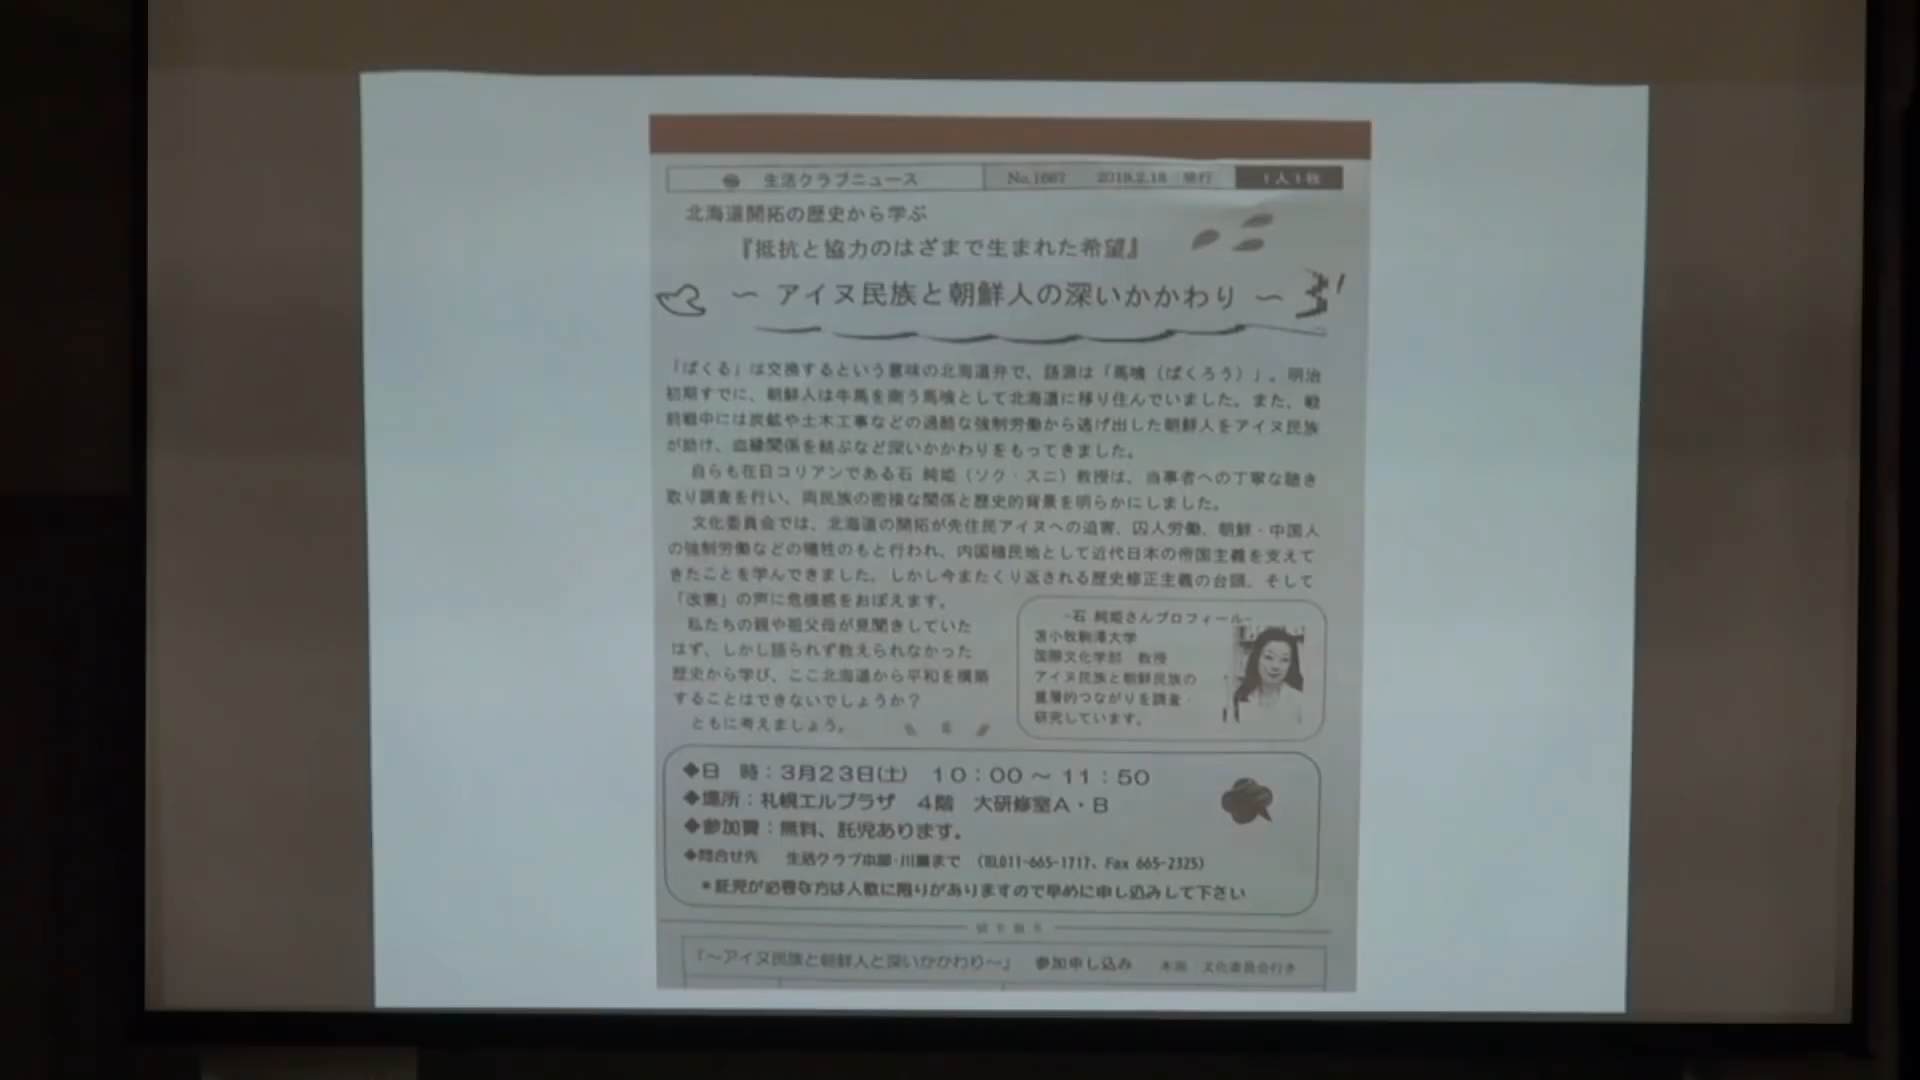 生活クラブニュース No.1667 2019.2.18 発行 1人1枚
北海道開拓の歴史から学ぶ
『抵抗と協力のはざまで生まれた希望』
～ アイヌ民族と朝鮮人の深いかかわり ～
「ばくる」は交換するという意味の北海道弁で、語源は「馬喰（ばくろう）」。明治
初期すでに、朝鮮人は牛馬を商う馬喰として北海道に移り住んでいました。また、戦
前戦中には炭鉱や土木工事などの過酷な強制労働から逃げ出した朝鮮人をアイヌ民族
が助け、血縁関係を結ぶなど深いかかわりをもってきました。
自らも在日コリアンである石 純姫（ソク・スニ）教授は、当事者への丁寧な聴き
取り調査を行い、両民族の密接な関係と歴史的背景を明らかにしました。
文化委員会では、北海道の開拓が先住民アイヌへの迫害、囚人労働、朝鮮・中国人
の強制労働などの犠牲のもと行われ、内国植民地として近代日本の帝国主義を支えて
きたことを学んできました。しかし今またくり返される歴史修正主義の台頭、そして
「改憲」の声に危機感をおぼえます。
私たちの親や祖父母が見聞きしていた
はず、しかし語られず教えられなかった
歴史から学び、ここ北海道から平和を構築
することはできないでしょうか？
ともに考えましょう。
-石 純姫さんプロフィール-
苫小牧駒澤大学
国際文化学部 教授
アイヌ民族と朝鮮民族の
重層的つながりを調査・
研究しています。
◆日 時：3月23日(土) 10：00～11：50
◆場所：札幌エルプラザ 4階 大研修室A・B
◆参加費：無料、託児あります。
◆問合せ先 生活クラブ本部・川藤まで （TEL011-665-1717、Fax 665-2325）
＊託児が必要な方は人数に限りがありますので早めに申し込みして下さい
「～アイヌ民族と朝鮮人と深いかかわり～」 参加申し込み 文化委員会行き